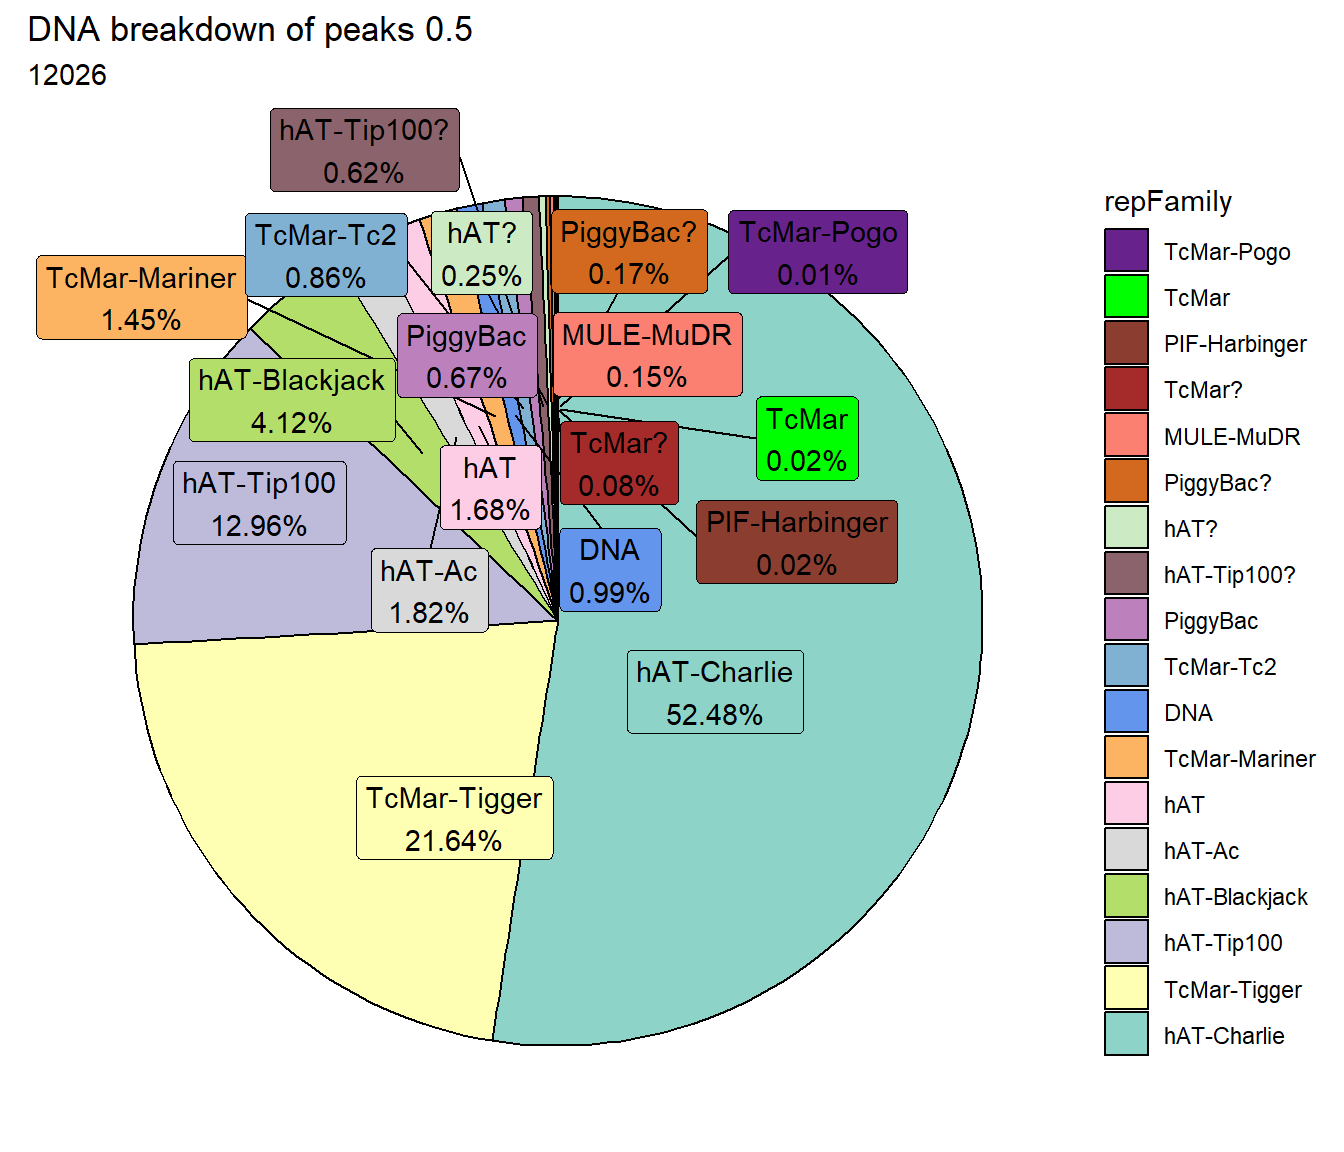 DNA breakdown of peaks 0.5
12026
hAT-Tip100?
0.62%
TcMar-Tc2
0.86%
hAT?
0.25%
PiggyBac?
0.17%
TcMar-Pogo
0.01%
TcMar-Mariner
1.45%
PiggyBac
0.67%
MULE-MuDR
0.15%
hAT-Blackjack
4.12%
TcMar
0.02%
TcMar?
0.08%
hAT
1.68%
hAT-Tip100
12.96%
PIF-Harbinger
0.02%
DNA
0.99%
hAT-Ac
1.82%
hAT-Charlie
52.48%
TcMar-Tigger
21.64%
repFamily
TcMar-Pogo
TcMar
PIF-Harbinger
TcMar?
MULE-MuDR
PiggyBac?
hAT?
hAT-Tip100?
PiggyBac
TcMar-Tc2
DNA
TcMar-Mariner
hAT
hAT-Ac
hAT-Blackjack
hAT-Tip100
TcMar-Tigger
hAT-Charlie